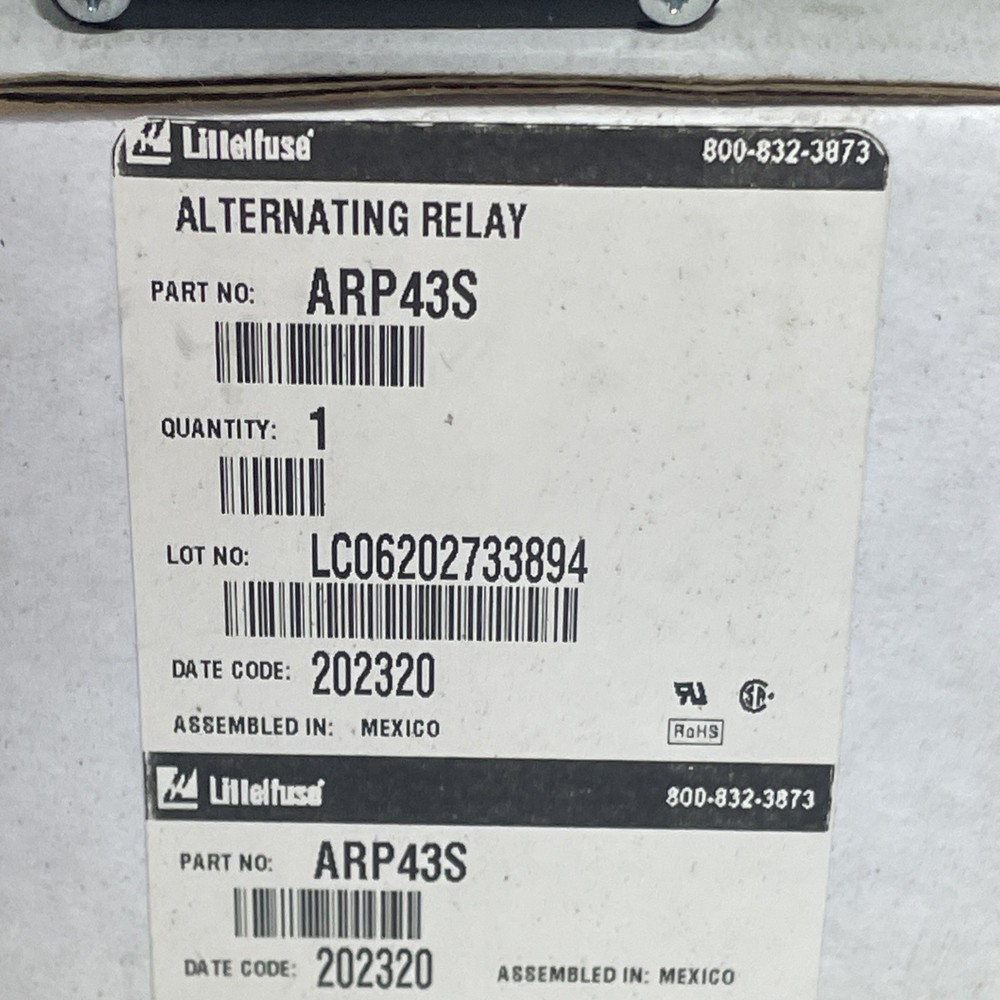 Littelfuse 800-832-3873
ALTERNATING RELAY
PART NO: ARP43S
QUANTITY: 1
LOT NO: LC06202733894
DATE CODE: 202320
ASSEMBLED IN: MEXICO
RoHS
Littelfuse 800-832-3873
PART NO: ARP43S
DATE CODE: 202320 ASSEMBLED IN: MEXICO